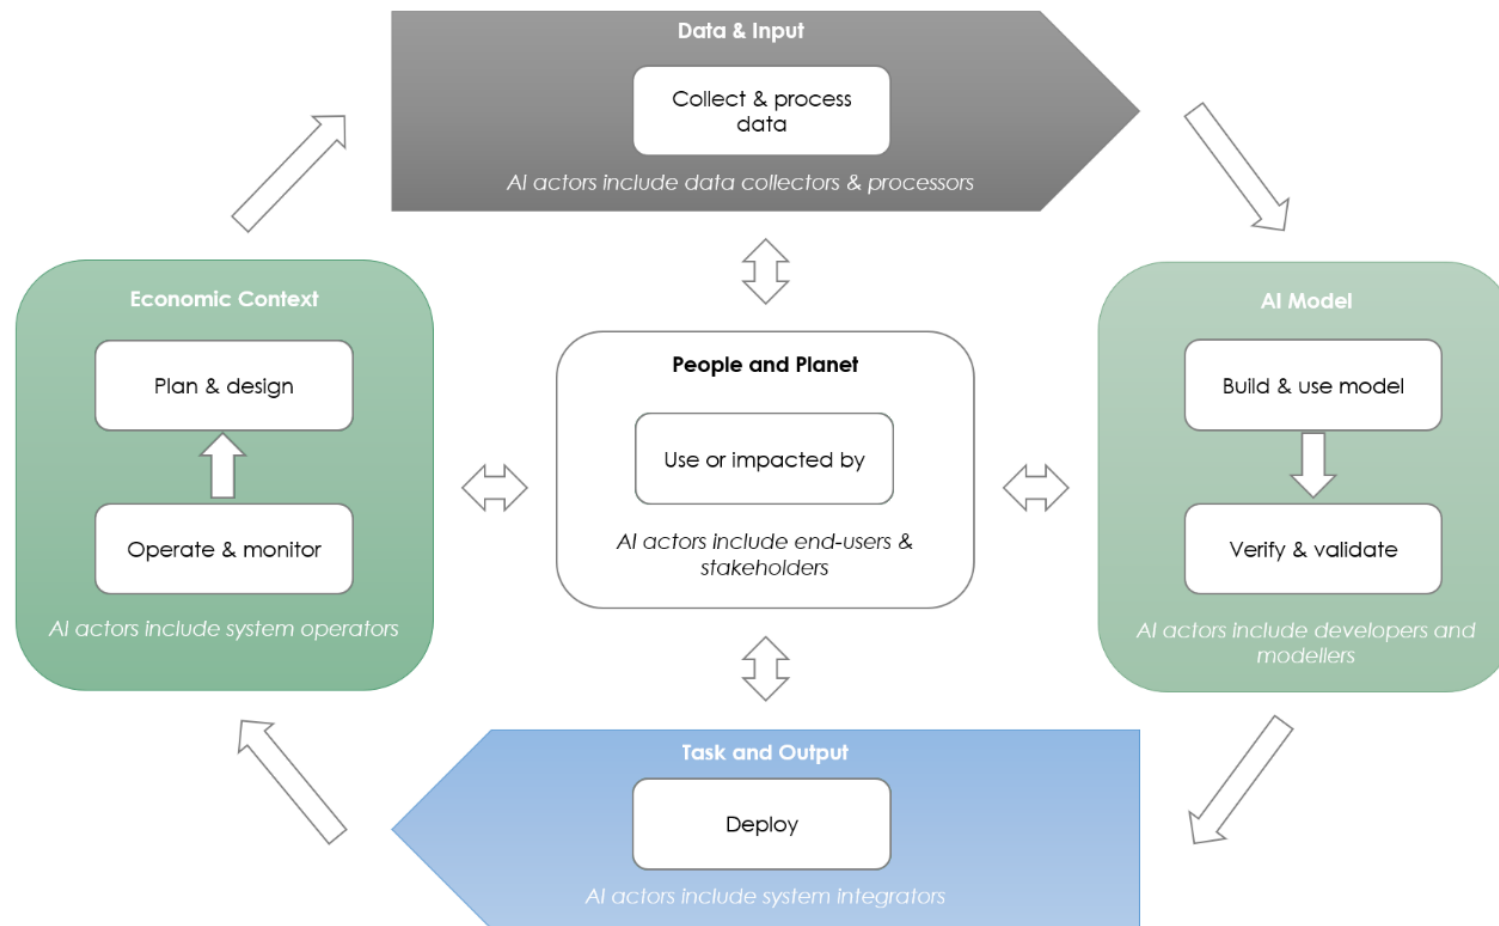 Data & Input
Collect & process
data
AI actors include data collectors & processors
Economic Context
Plan & design
Operate & monitor
AI actors include system operators
People and Planet
Use or impacted by
AI actors include end-users &
stakeholders
AI Model
Build & use model
Verify & validate
AI actors include developers and
modellers
Task and Output
Deploy
AI actors include system integrators